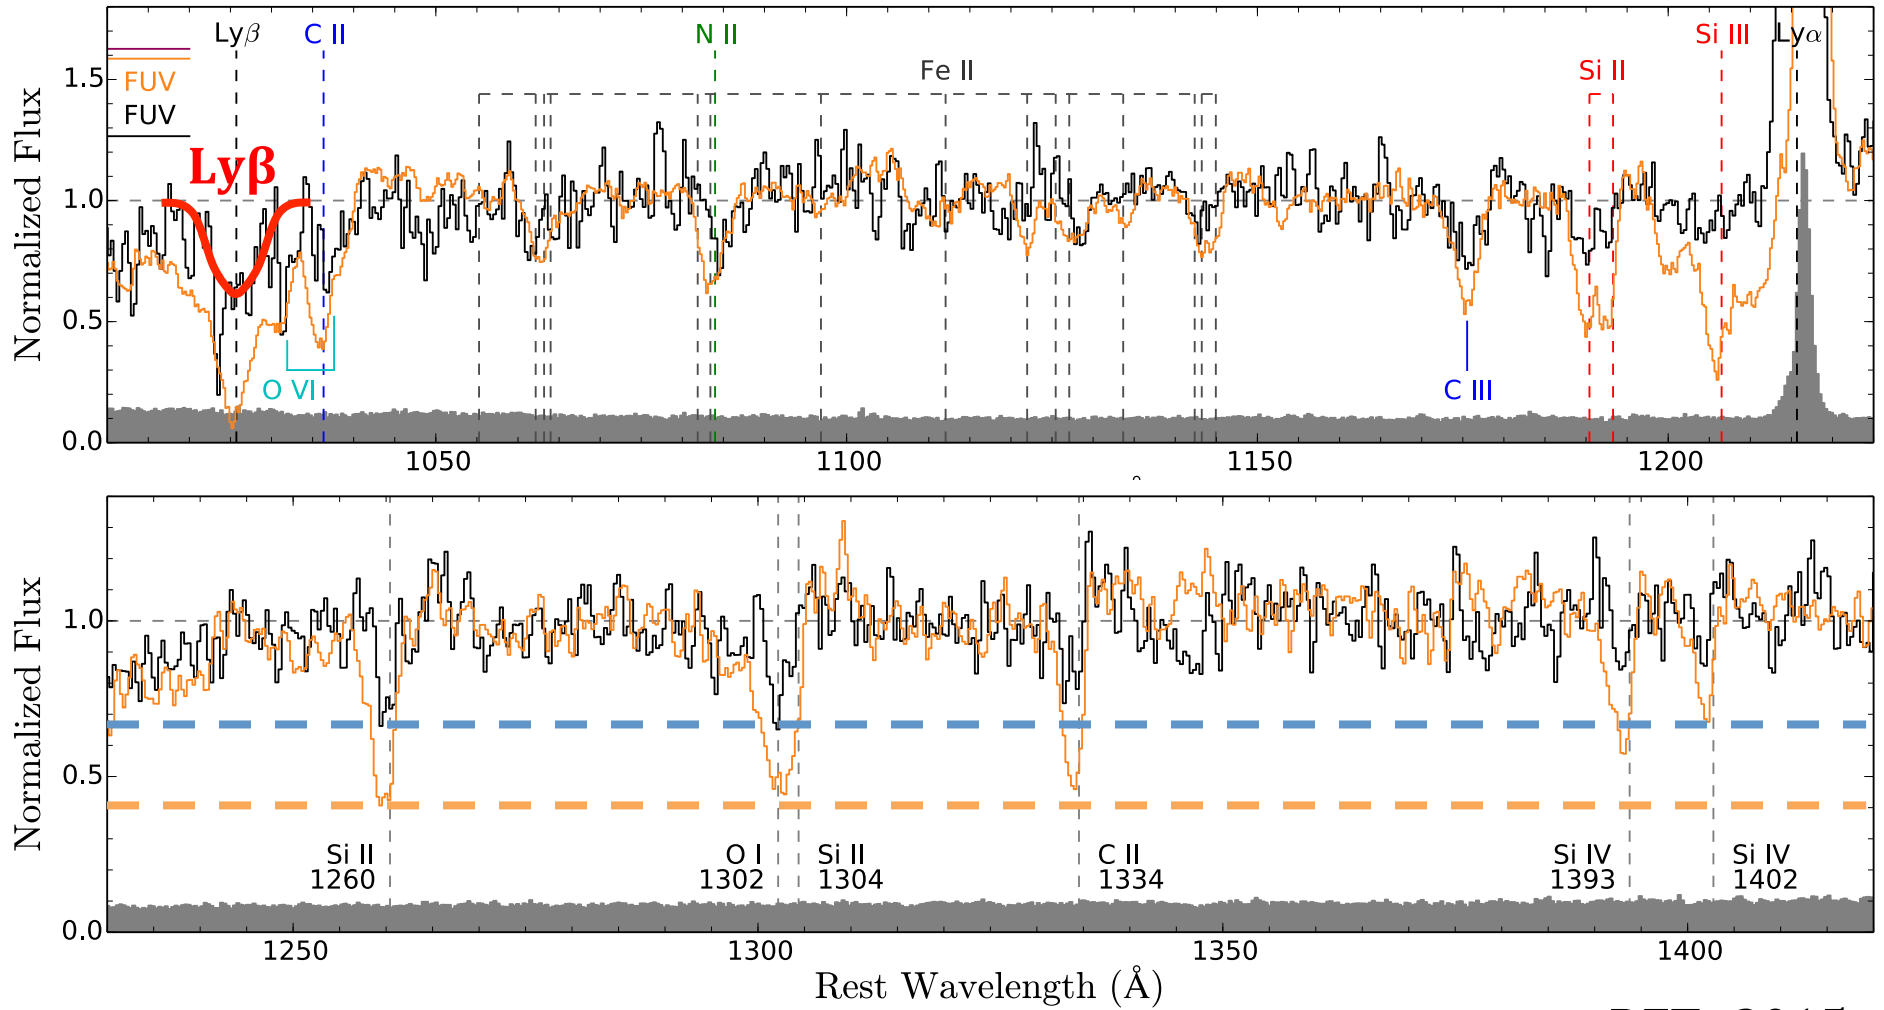 Lyβ C II N II Si III Lyα
Fe II Si II
1.5
FUV
FUV
Lyβ
1.0
Normalized Flux
0.5
O VI C III
0.0
1050 1100 1150 1200
1.0
Normalized Flux
0.5
Si II O I Si II C II Si IV Si IV
1260 1302 1304 1334 1393 1402
0.0
1250 1300 1350 1400
Rest Wavelength (Å)